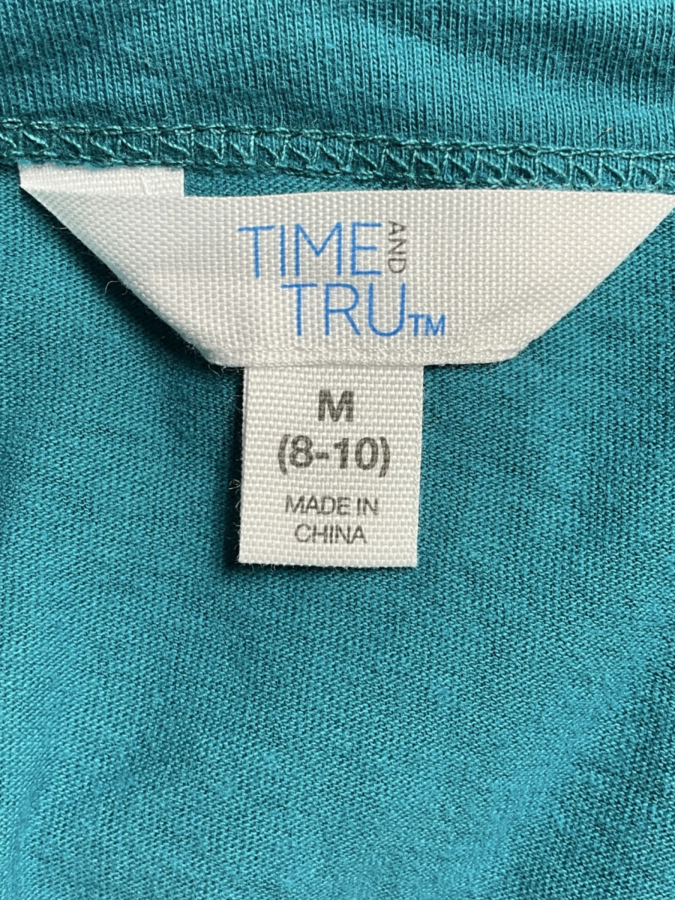 TIME AND
TRU™
M
(8-10)
MADE IN
CHINA